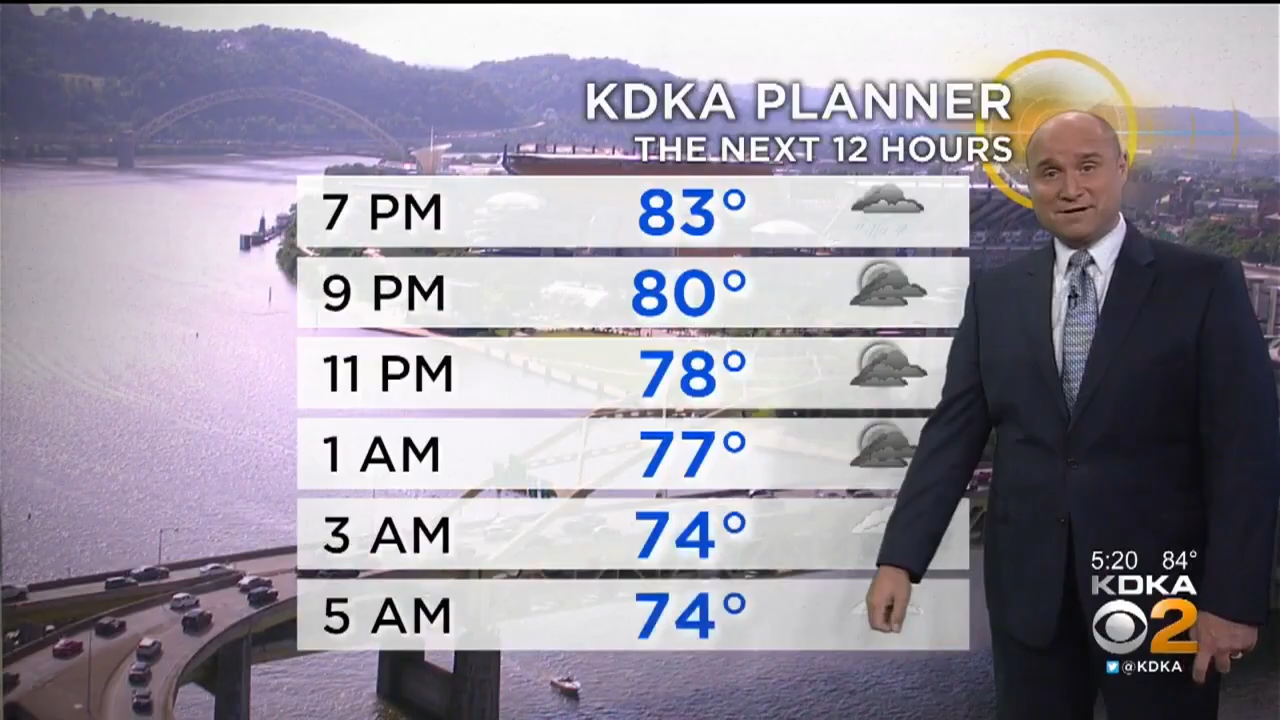 KDKA PLANNER
THE NEXT 12 HOURS
7 PM 83°
9 PM 80°
11 PM 78°
1 AM 77°
3 AM 74°
5 AM 74°
5:20 84°
KDKA
2
@KDKA